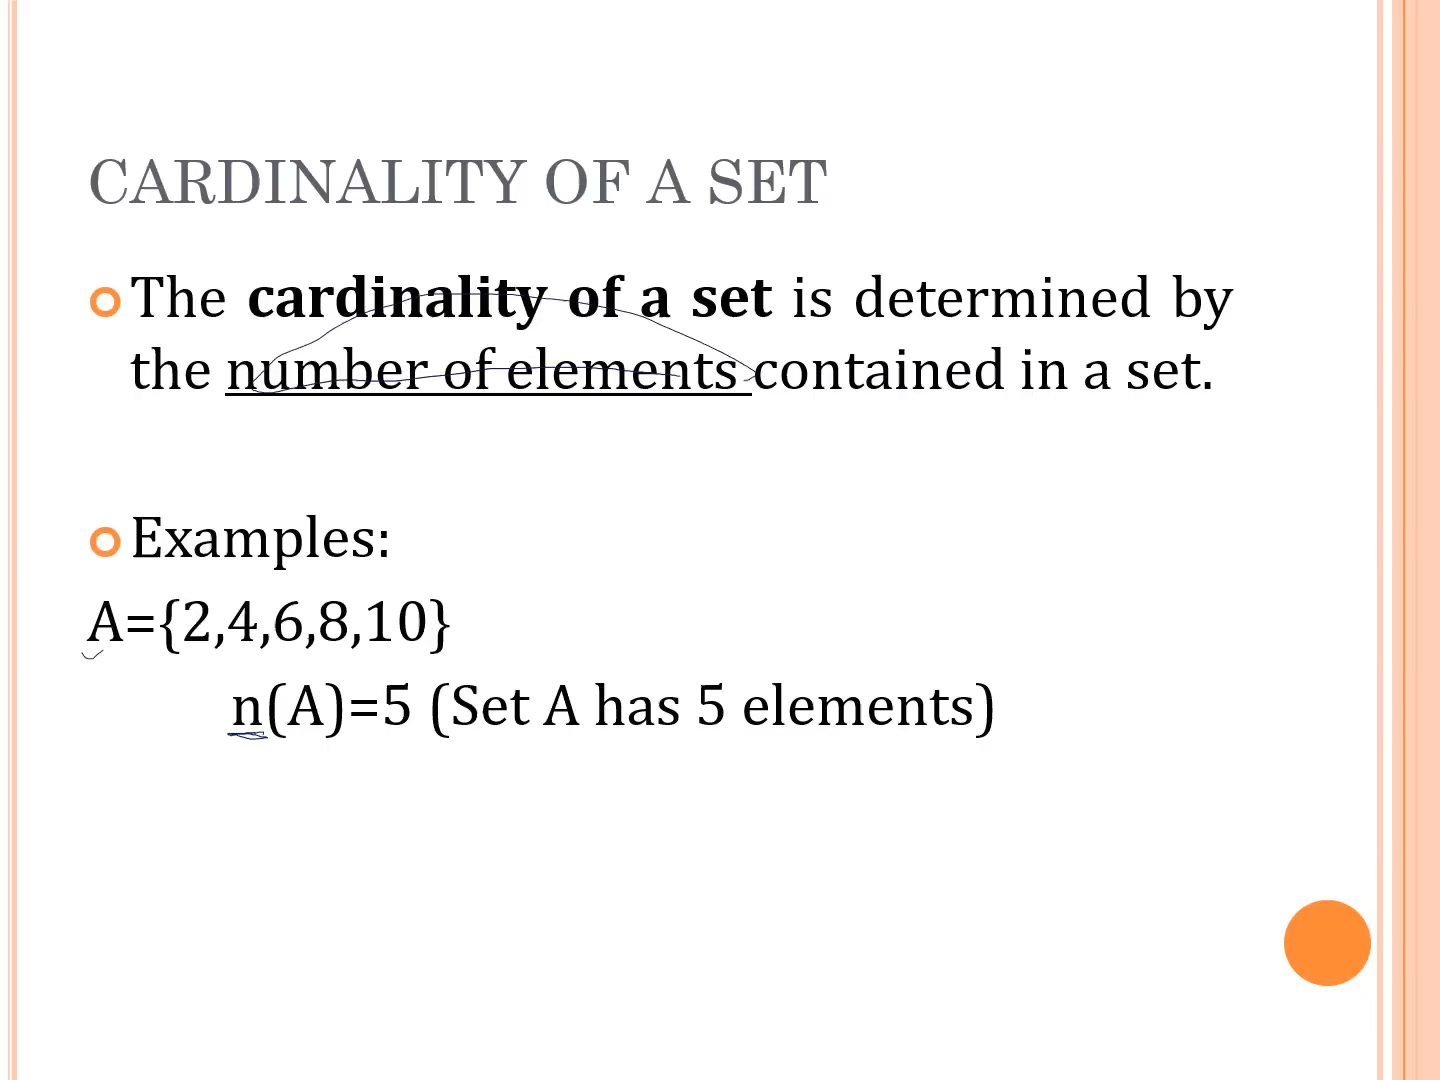 CARDINALITY OF A SET
The cardinality of a set is determined by
the number of elements contained in a set.
Examples:
A={2,4,6,8,10}
n(A)=5 (Set A has 5 elements)